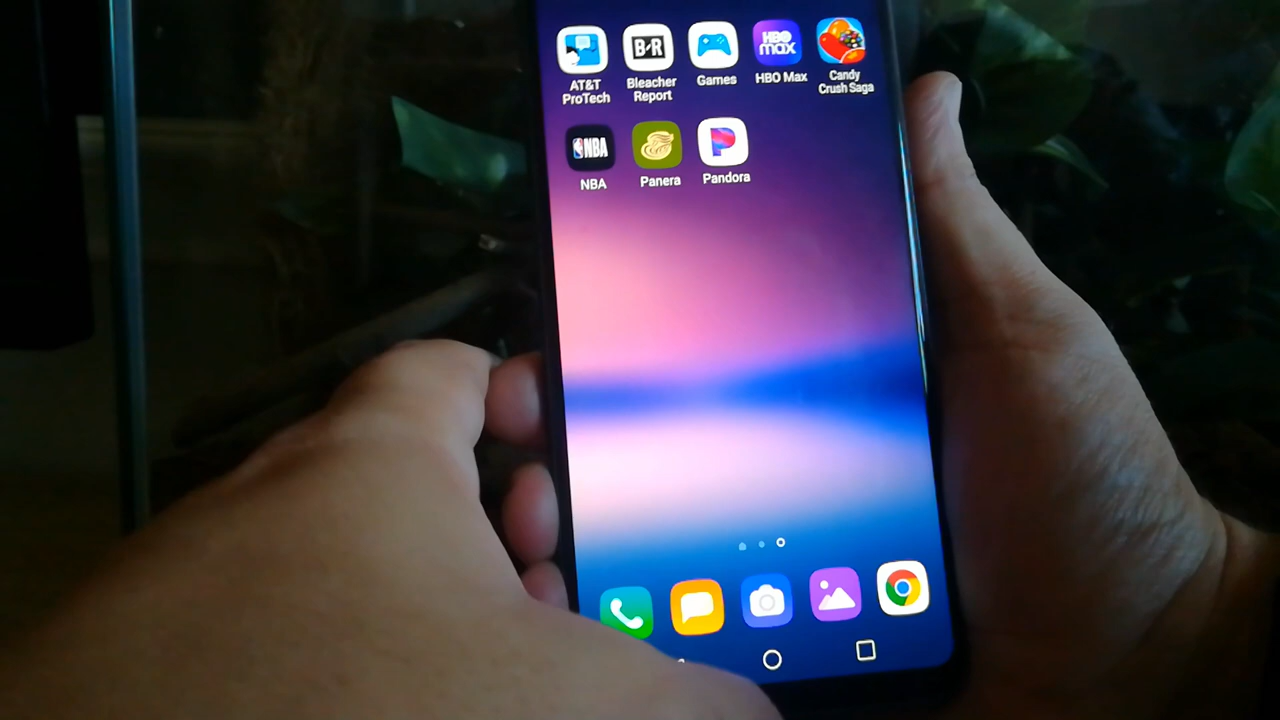 AT&T
ProTech
B/R
Bleacher
Report
Games
HBO
max
HBO Max
Candy
Crush Saga
NBA
NBA
Panera
Pandora